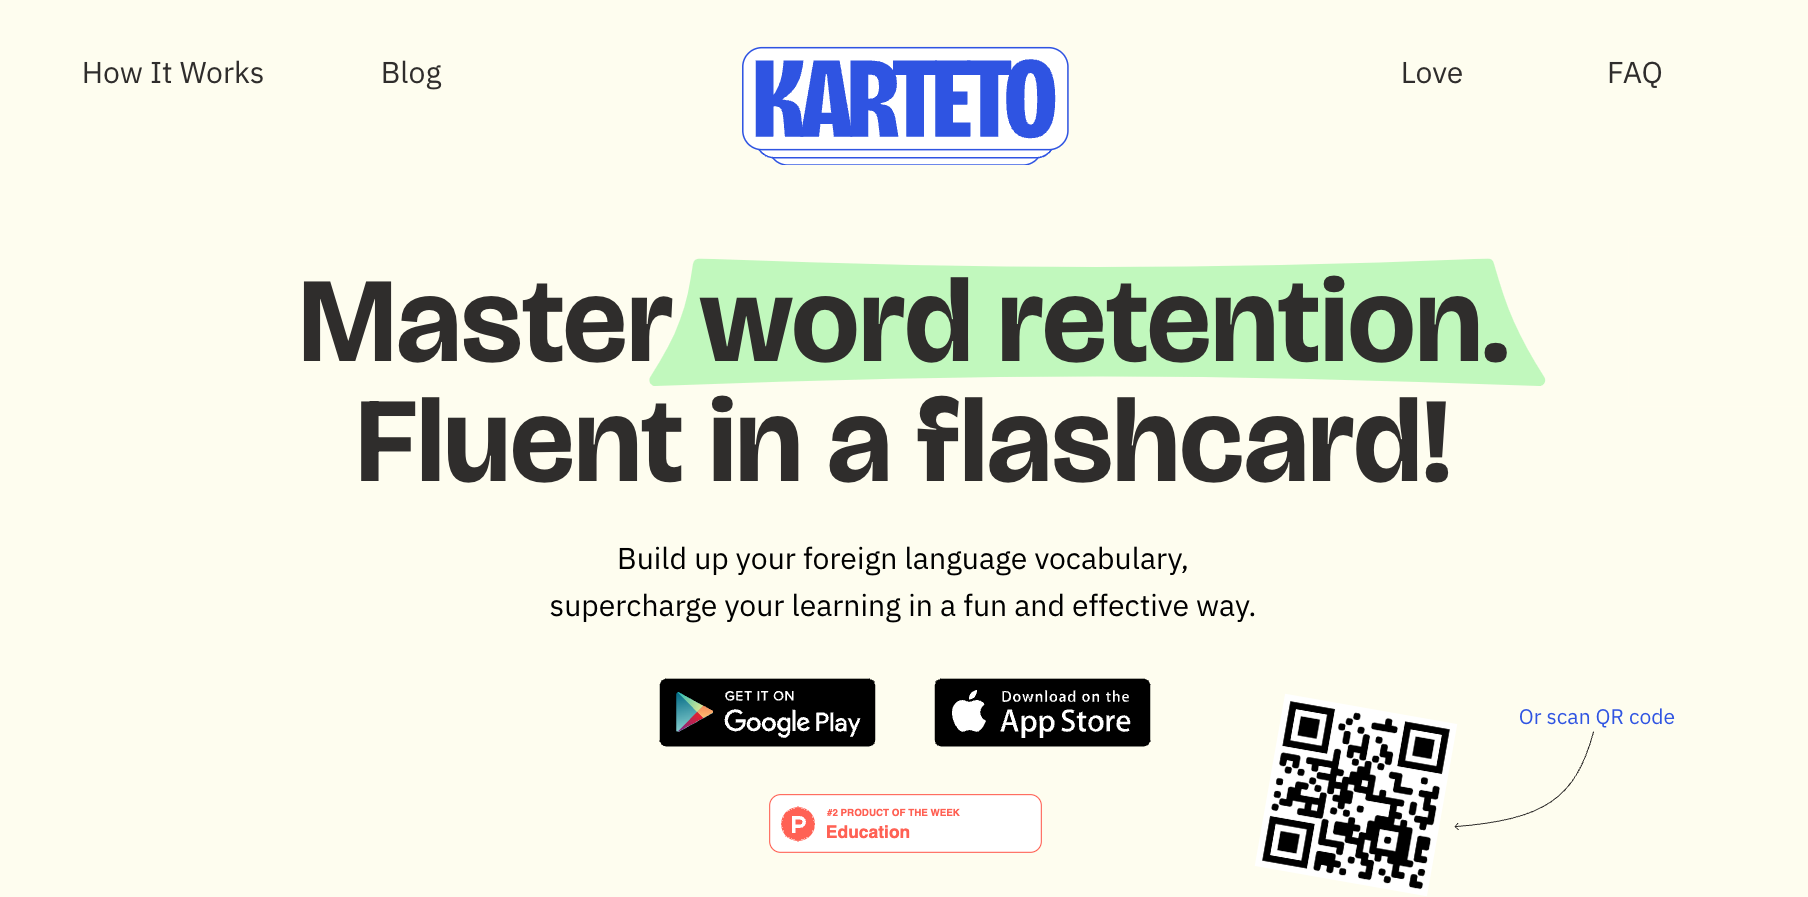 How It Works
Blog
KARTETO
Love
FAQ
Master word retention.
Fluent in a flashcard!
Build up your foreign language vocabulary,
supercharge your learning in a fun and effective way.
GET IT ON
Google Play
Download on the
App Store
Or scan QR code
P
#2 PRODUCT OF THE WEEK
Education